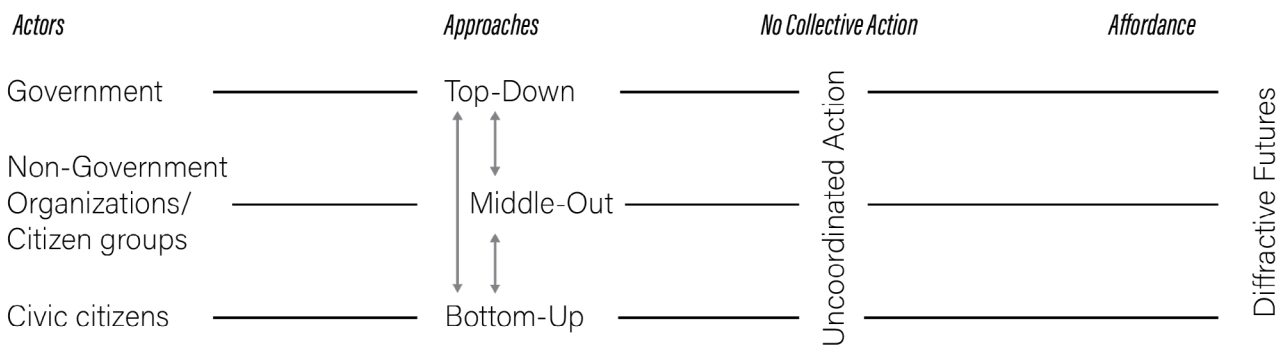 Actors Approaches No Collective Action Affordance
Government Top-Down
Non-Government
Organizations/
Citizen groups
Middle-Out
Civic citizens Bottom-Up
Uncoordinated Action
Diffractive Futures